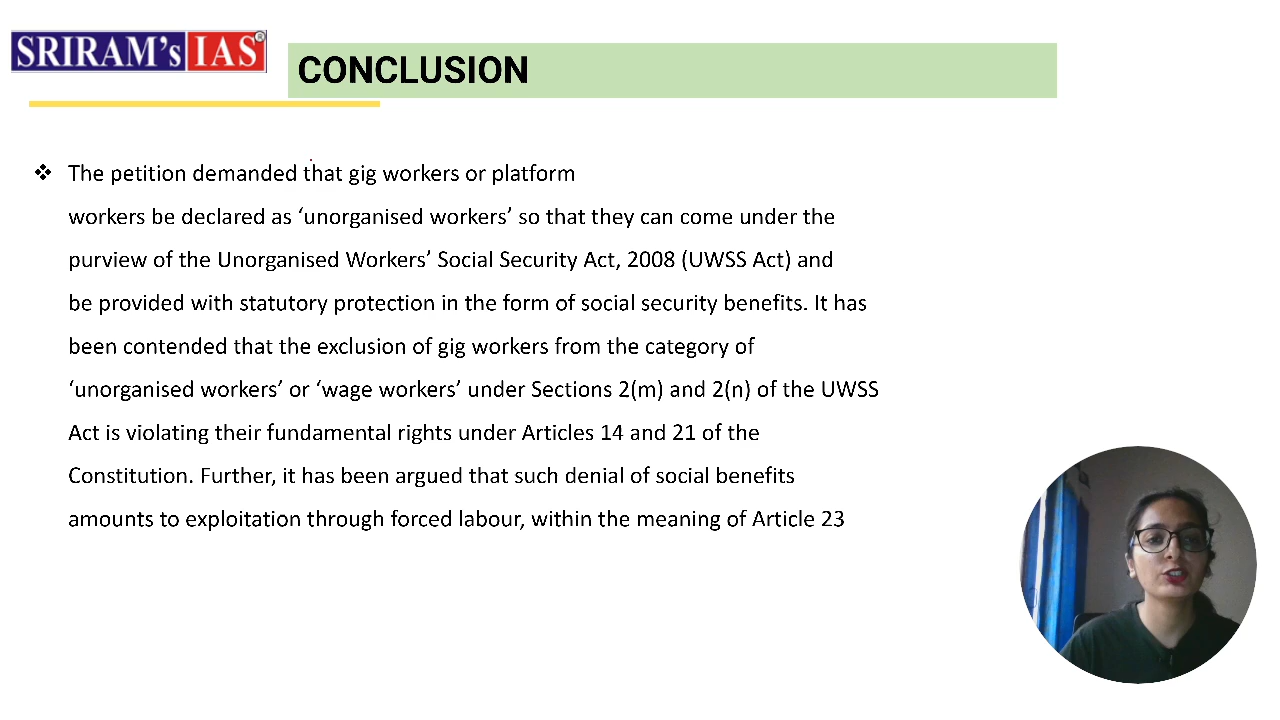 SRIRAM's IAS®
CONCLUSION
❖ The petition demanded that gig workers or platform
workers be declared as ‘unorganised workers’ so that they can come under the
purview of the Unorganised Workers’ Social Security Act, 2008 (UWSS Act) and
be provided with statutory protection in the form of social security benefits. It has
been contended that the exclusion of gig workers from the category of
‘unorganised workers’ or ‘wage workers’ under Sections 2(m) and 2(n) of the UWSS
Act is violating their fundamental rights under Articles 14 and 21 of the
Constitution. Further, it has been argued that such denial of social benefits
amounts to exploitation through forced labour, within the meaning of Article 23